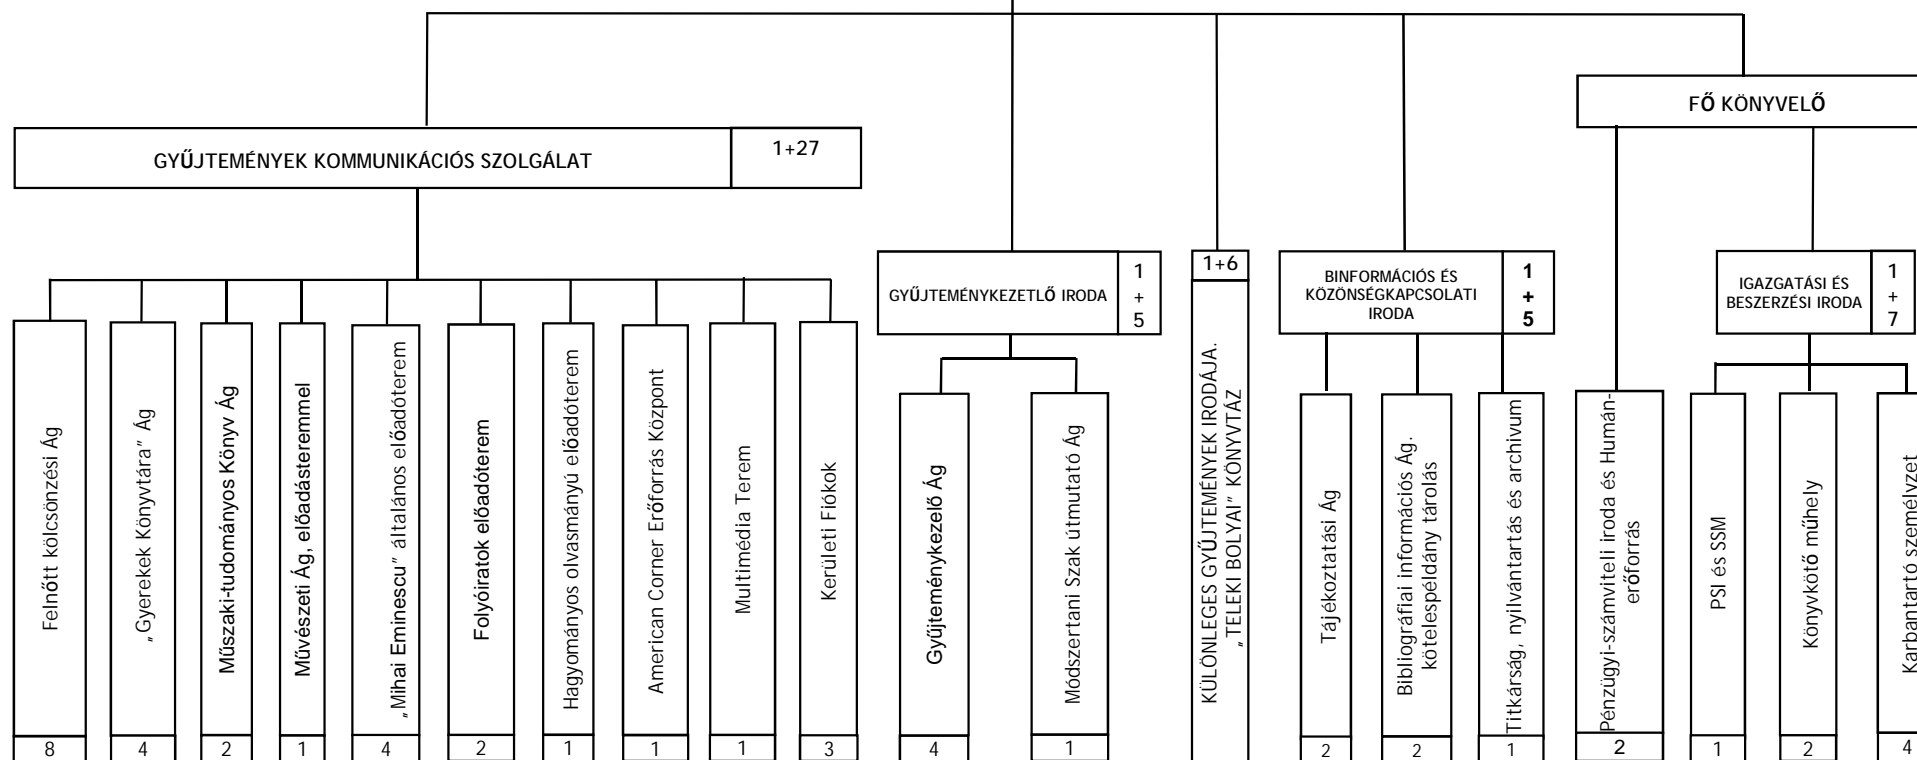 FŐ KÖNYVELŐ
GYŰJTEMÉNYEK KOMMUNIKÁCIÓS SZOLGÁLAT
1+27
GYŰJTEMÉNYKEZETLŐ IRODA
1
+
5
1+6
KÜLÖNLEGES GYŰJTEMÉNYEK IRODÁJA.
„TELEKI BOLYAI” KÖNYVTÁZ
BINFORMÁCIÓS ÉS
KÖZÖNSÉGKAPCSOLATI
IRODA
1
+
5
IGAZGATÁSI ÉS
BESZERZÉSI IRODA
1
+
7
Felnőtt kölcsönzési Ág
8
„Gyerekek Könyvtára” Ág
4
Műszaki-tudományos Könyv Ág
2
Művészeti Ág, előadásteremmel
1
„Mihai Eminescu” általános előadóterem
4
Folyóiratok előadóterem
2
Hagyományos olvasmányú előadóterem
1
American Corner Erőforrás Központ
1
Multimédia Terem
1
Kerületi Fiókok
3
Gyűjteménykezelő Ág
4
Módszertani Szak útmutató Ág
1
Tájékoztatási Ág
2
Bibliográfiai információs Ág.
kötelespéldány tárolás
2
Titkárság, nyilvántartás és archivum
1
Pénzügyi-számviteli iroda és Humán-
erőforrás
2
PSI és SSM
1
Könyvkötő műhely
2
Karbantartó személyzet
4